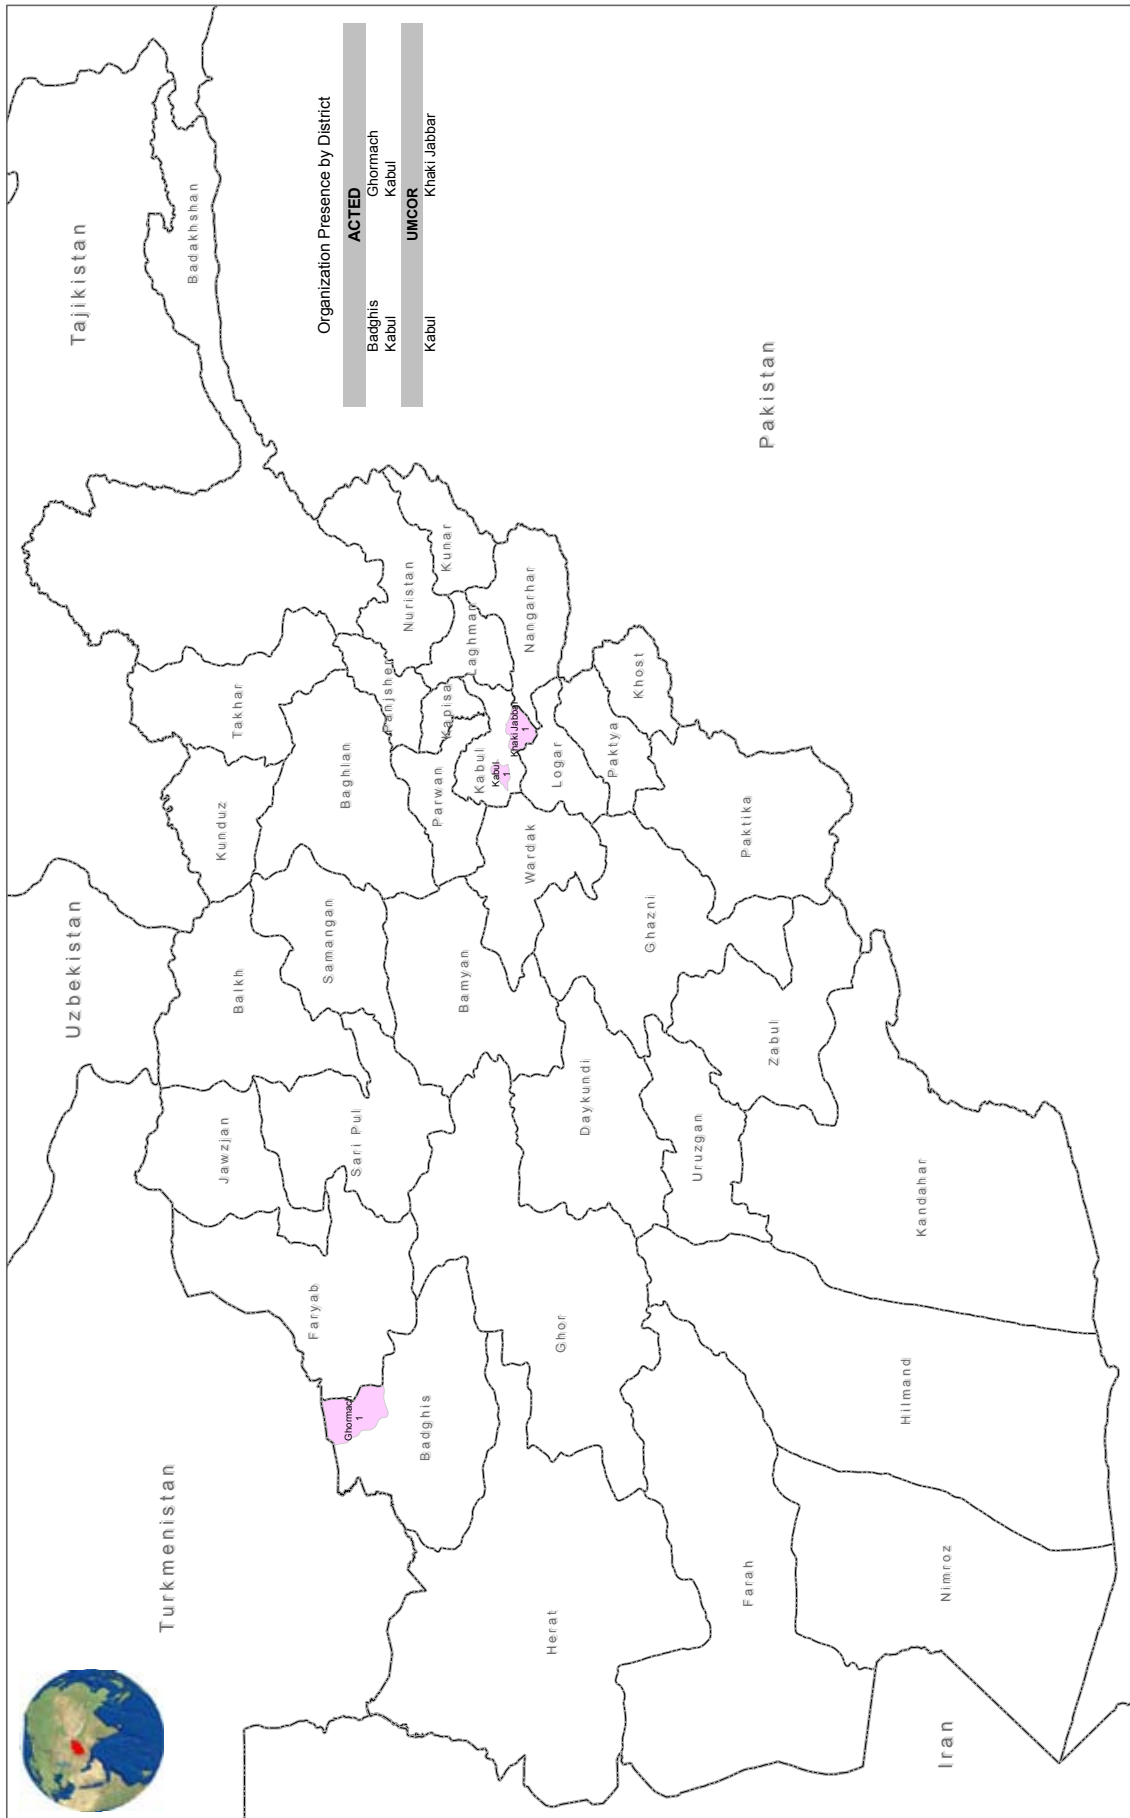 Turkmenistan
Uzbekistan
Tajikistan
Badakhshan
Takhar
Kunduz
Balkh
Jawzjan
Faryab
Sari Pul
Samangan
Baghlan
Panjsher
Nuristan
Kunar
Laghman
Kapisa
Parwan
Kabul
Kabul
1
Khaki Jabbar
1
Nangarhar
Logar
Wardak
Bamyan
Ghormach
1
Badghis
Ghor
Herat
Daykundi
Ghazni
Paktya
Khost
Paktika
Zabul
Uruzgan
Kandahar
Hilmand
Farah
Nimroz
Iran
Pakistan
Organization Presence by District
ACTED
Badghis Ghormach
Kabul Kabul
UMCOR
Kabul Khaki Jabbar